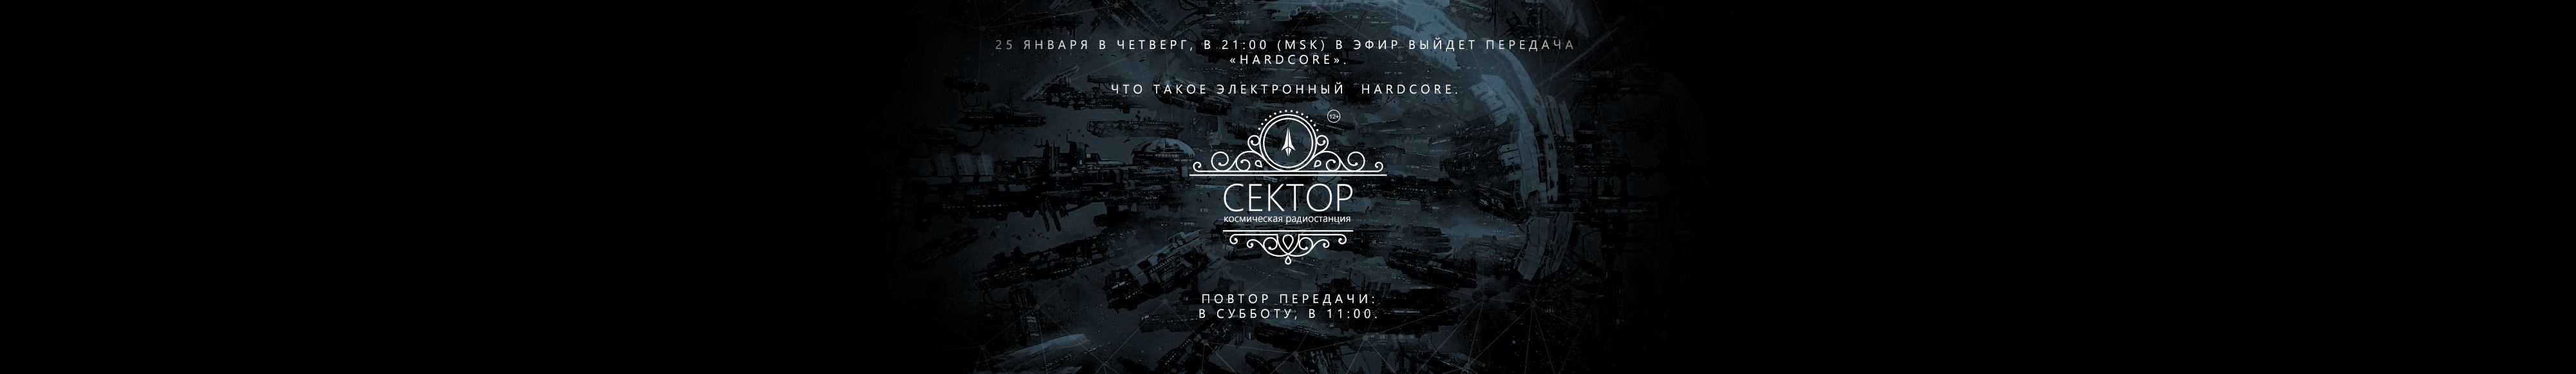 25 ЯНВАРЯ В ЧЕТВЕРГ, В 21:00 (MSK) В ЭФИР ВЫЙДЕТ ПЕРЕДАЧА
«HARDCORE».
ЧТО ТАКОЕ ЭЛЕКТРОННЫЙ HARDCORE.
12+
СЕКТОР
космическая радиостанция
ПОВТОР ПЕРЕДАЧИ:
В СУББОТУ, В 11:00.